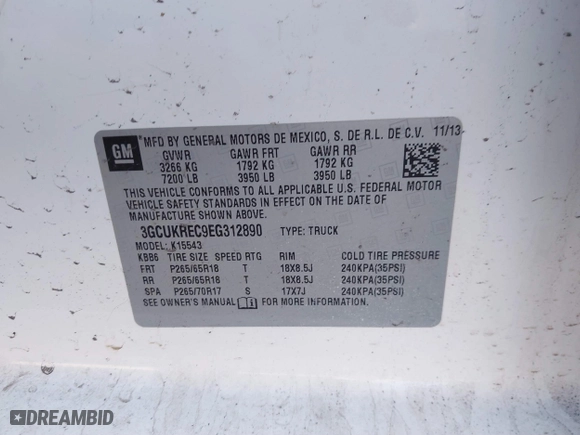 GM
MFD BY GENERAL MOTORS DE MEXICO, S. DE R.L. DE C.V. 11/13
GVWR GAWR FRT GAWR RR
3266 KG 1792 KG 1792 KG
7200 LB 3950 LB 3950 LB
THIS VEHICLE CONFORMS TO ALL APPLICABLE U.S. FEDERAL MOTOR
VEHICLE SAFETY STANDARDS IN EFFECT ON THE DATE OF
MANUFACTURE SHOWN ABOVE.
3GCUKREC9EG312890 TYPE: TRUCK
MODEL: K15543
KBB6 TIRE SIZE SPEED RTG RIM COLD TIRE PRESSURE
FRT P265/65R18 T 18X8.5J 240KPA(35PSI)
RR P265/65R18 T 18X8.5J 240KPA(35PSI)
SPA P265/70R17 S 17X7J 240KPA(35PSI)
SEE OWNER'S MANUAL FOR MORE INFORMATION.
DREAMBID